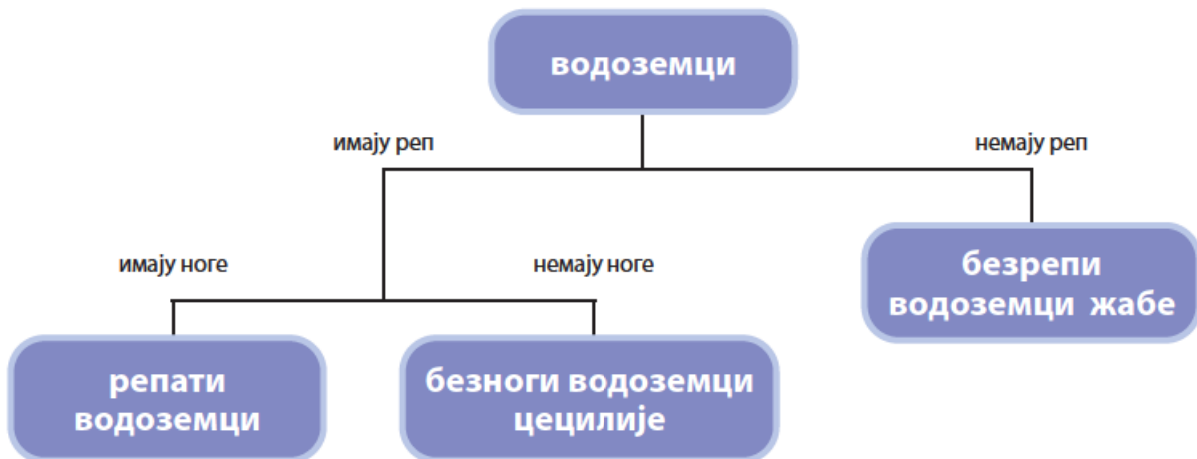 водоземци
имају реп
немају реп
имају ноге
немају ноге
безрепи
водоземци жабе
репати
водоземци
безноги водоземци
цецилије